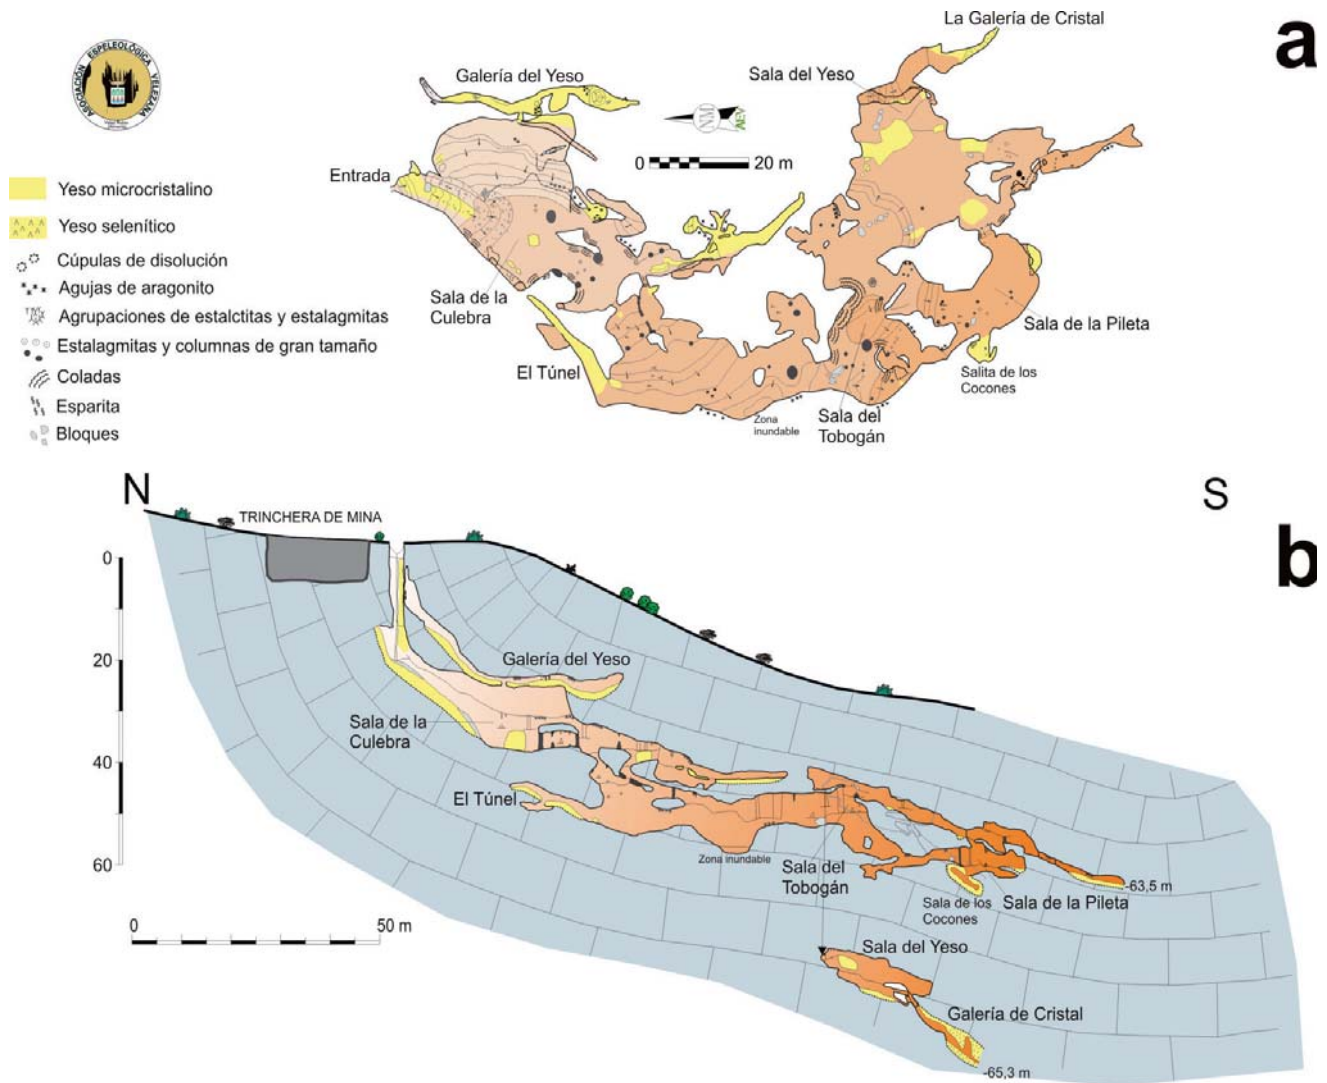 a
ASOCIACIÓN ESPELEOLÓGICA VELEZANA
La Galería de Cristal
Galería del Yeso
Sala del Yeso
NM
AEV
0 20 m
Entrada
Yeso microcristalino
Yeso selenítico
Cúpulas de disolución
Agujas de aragonito
Agrupaciones de estalctitas y estalagmitas
Estalagmitas y columnas de gran tamaño
Coladas
Esparita
Bloques
Sala de la
Culebra
El Túnel
Zona
inundable
Sala del
Tobogán
Sala de la Pileta
Salita de los
Cocones
N
S
b
TRINCHERA DE MINA
0
20
40
60
Galería del Yeso
Sala de la
Culebra
El Túnel
Zona inundable
Sala del
Tobogán
Sala de los
Cocones
Sala de la Pileta
-63,5 m
0 50 m
Sala del Yeso
Galería de Cristal
-65,3 m